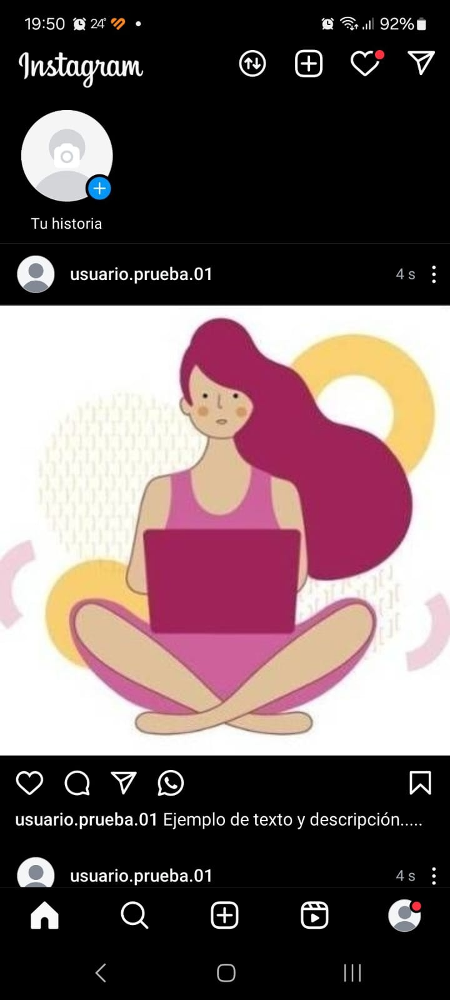 19:50 24° 92%
Instagram
Tu historia
usuario.prueba.01 4 s
usuario.prueba.01 Ejemplo de texto y descripción.....
usuario.prueba.01 4 s